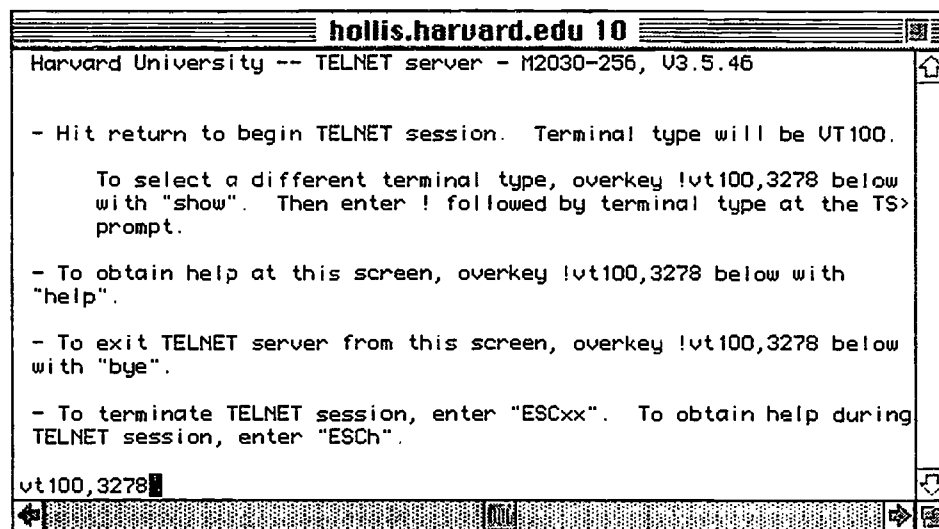 hollis.harvard.edu 10
Harvard University -- TELNET server - M2030-256, V3.5.46
- Hit return to begin TELNET session.  Terminal type will be VT100.
To select a different terminal type, overkey !vt100,3278 below
with "show".  Then enter ! followed by terminal type at the TS>
prompt.
- To obtain help at this screen, overkey !vt100,3278 below with
"help".
- To exit TELNET server from this screen, overkey !vt100,3278 below
with "bye".
- To terminate TELNET session, enter "ESCxx".  To obtain help during
TELNET session, enter "ESCh".
vt100,3278